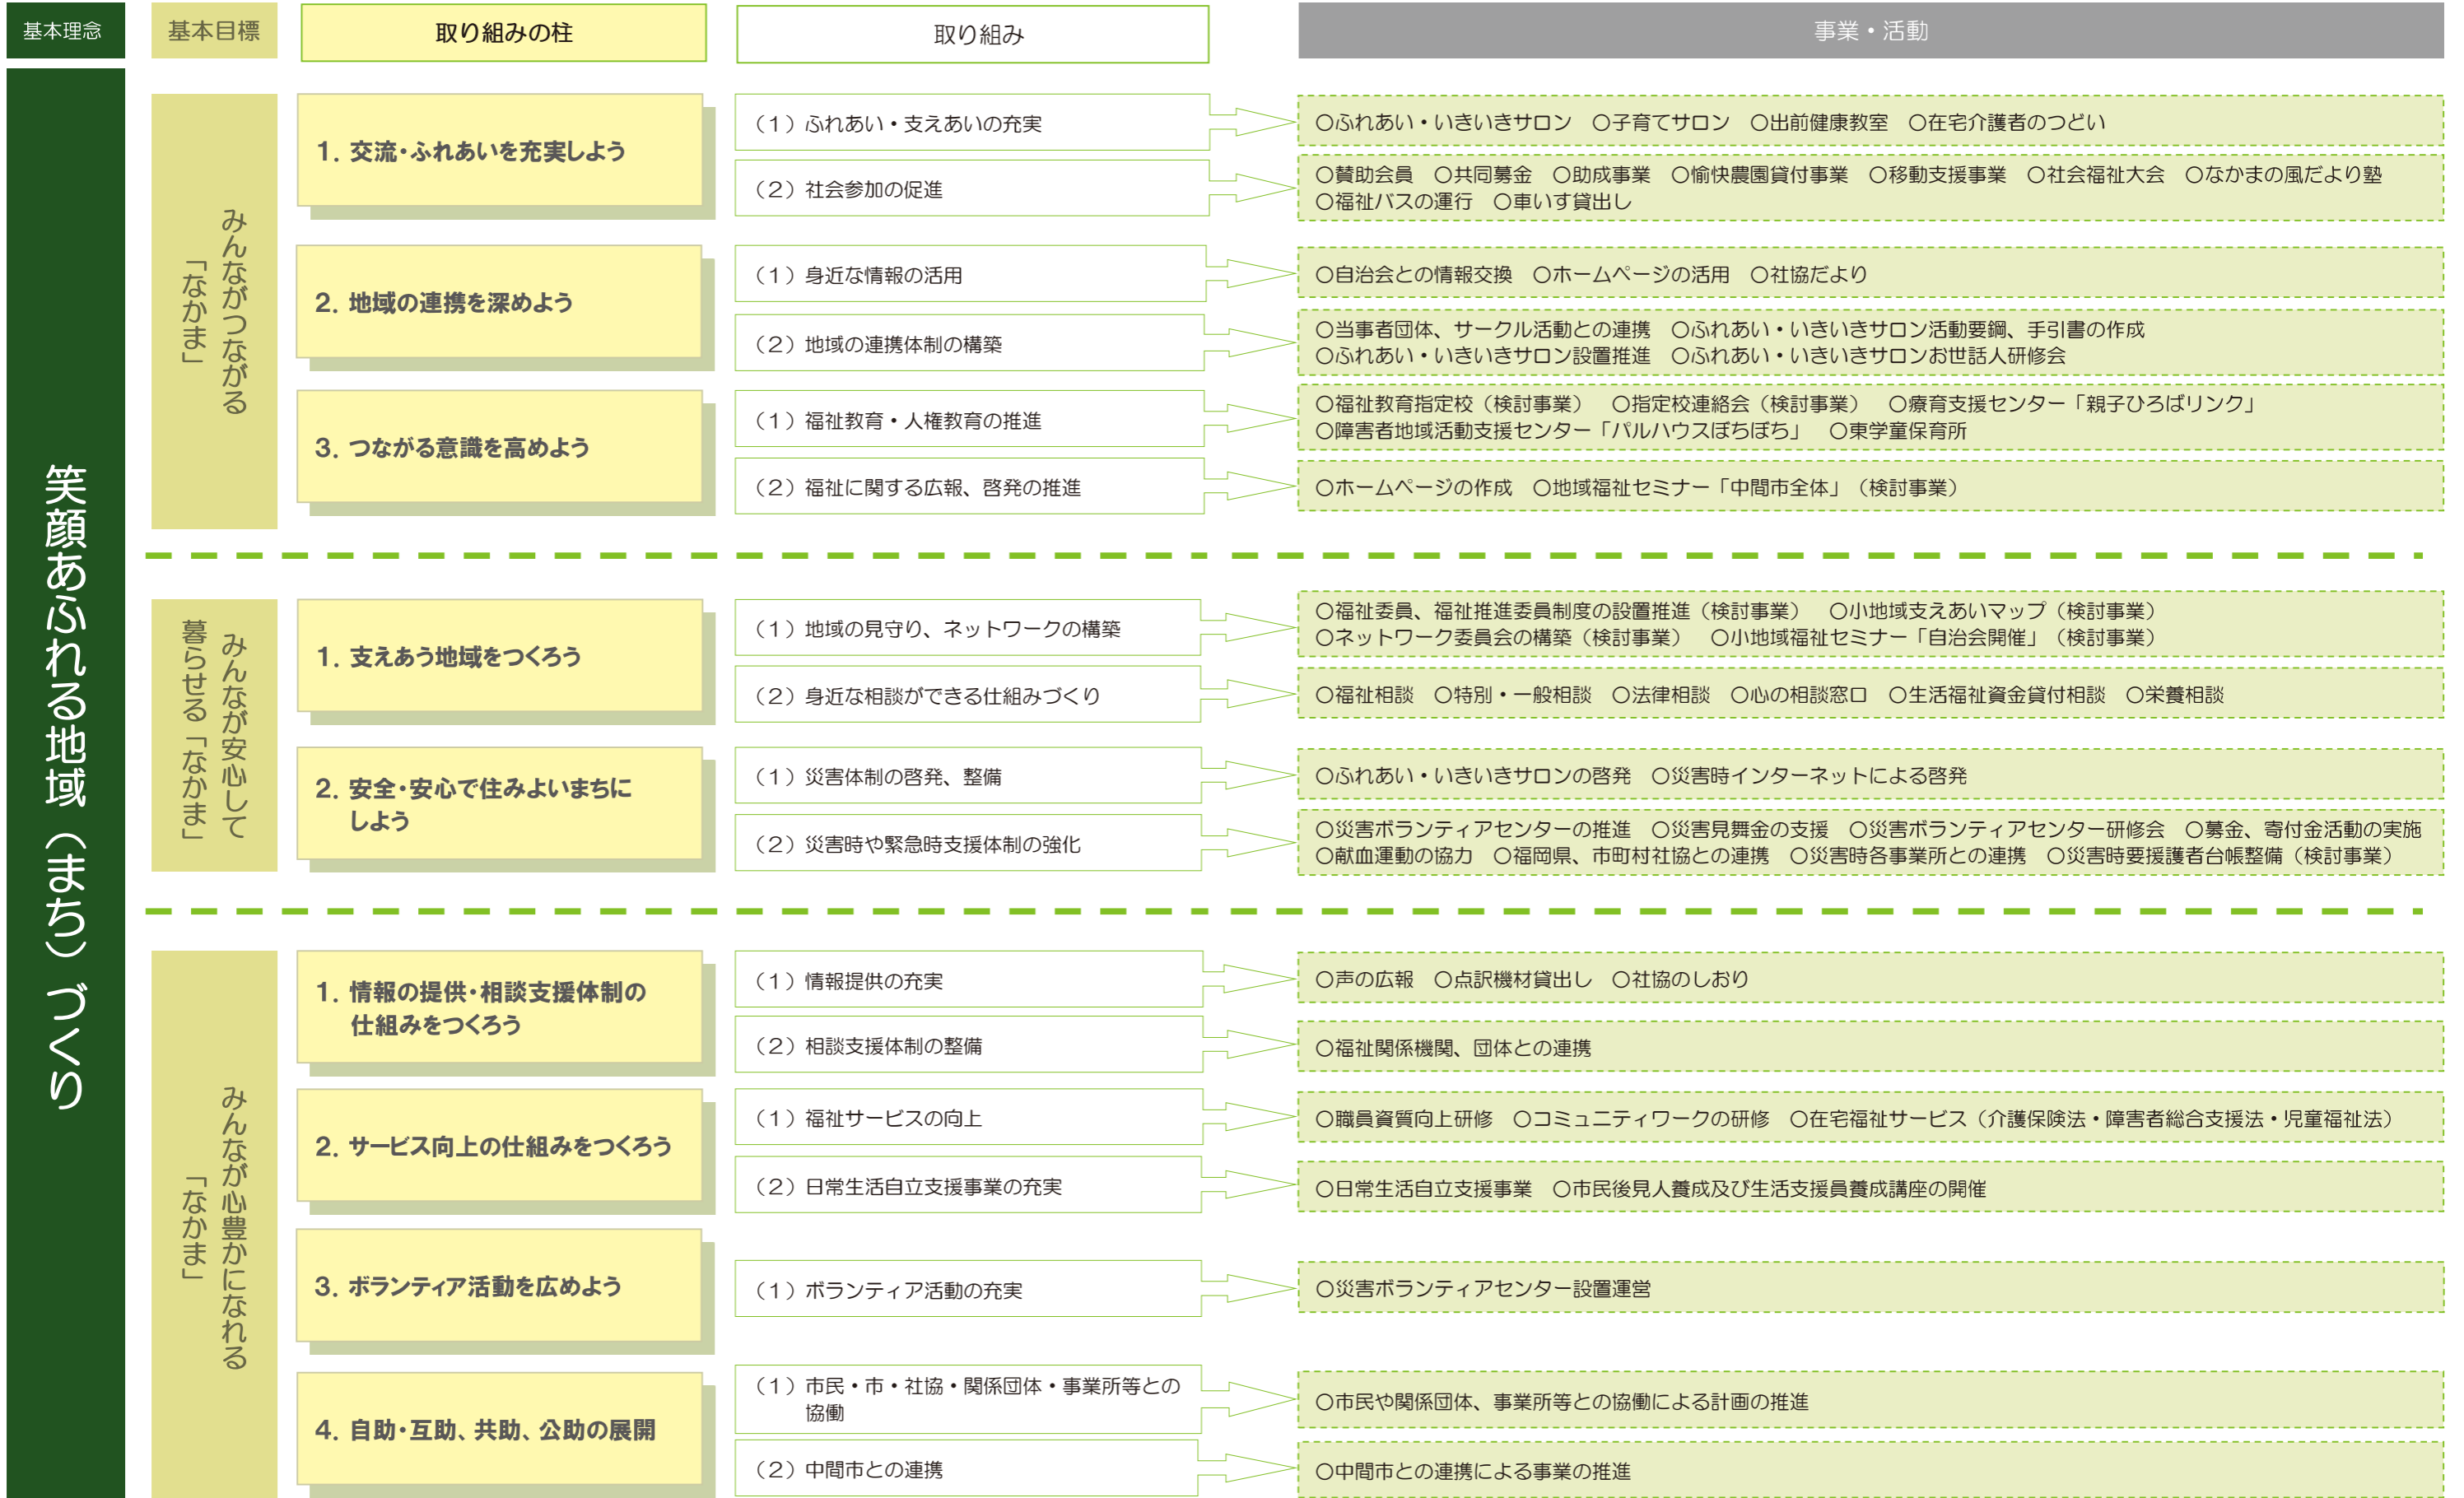 基本理念
基本目標
取り組みの柱
取り組み
事業・活動
笑顔あふれる地域（まち）づくり
みんながつながる
「なかま」
1. 交流・ふれあいを充実しよう
（1）ふれあい・支えあいの充実
○ふれあい・いきいきサロン　○子育てサロン　○出前健康教室　○在宅介護者のつどい
（2）社会参加の促進
○賛助会員　○共同募金　○助成事業　○愉快農園貸付事業　○移動支援事業　○社会福祉大会　○なかまの風だより塾
○福祉バスの運行　○車いす貸出し
2. 地域の連携を深めよう
（1）身近な情報の活用
○自治会との情報交換　○ホームページの活用　○社協だより
（2）地域の連携体制の構築
○当事者団体、サークル活動との連携　○ふれあい・いきいきサロン活動要綱、手引書の作成
○ふれあい・いきいきサロン設置推進　○ふれあい・いきいきサロンお世話人研修会
3. つながる意識を高めよう
（1）福祉教育・人権教育の推進
○福祉教育指定校（検討事業）　○指定校連絡会（検討事業）　○療育支援センター「親子ひろばリンク」
○障害者地域活動支援センター「パルハウスぽちぽち」　○東学童保育所
（2）福祉に関する広報、啓発の推進
○ホームページの作成　○地域福祉セミナー「中間市全体」（検討事業）
みんなが安心して
暮らせる「なかま」
1. 支えあう地域をつくろう
（1）地域の見守り、ネットワークの構築
○福祉委員、福祉推進委員制度の設置推進（検討事業）　○小地域支えあいマップ（検討事業）
○ネットワーク委員会の構築（検討事業）　○小地域福祉セミナー「自治会開催」（検討事業）
（2）身近な相談ができる仕組みづくり
○福祉相談　○特別・一般相談　○法律相談　○心の相談窓口　○生活福祉資金貸付相談　○栄養相談
2. 安全・安心で住みよいまちに
しよう
（1）災害体制の啓発、整備
○ふれあい・いきいきサロンの啓発　○災害時インターネットによる啓発
（2）災害時や緊急時支援体制の強化
○災害ボランティアセンターの推進　○災害見舞金の支援　○災害ボランティアセンター研修会　○募金、寄付金活動の実施
○献血運動の協力　○福岡県、市町村社協との連携　○災害時各事業所との連携　○災害時要援護者台帳整備（検討事業）
みんなが心豊かになれる
「なかま」
1. 情報の提供・相談支援体制の
仕組みをつくろう
（1）情報提供の充実
○声の広報　○点訳機材貸出し　○社協のしおり
（2）相談支援体制の整備
○福祉関係機関、団体との連携
2. サービス向上の仕組みをつくろう
（1）福祉サービスの向上
○職員資質向上研修　○コミュニティワークの研修　○在宅福祉サービス（介護保険法・障害者総合支援法・児童福祉法）
（2）日常生活自立支援事業の充実
○日常生活自立支援事業　○市民後見人養成及び生活支援員養成講座の開催
3. ボランティア活動を広めよう
（1）ボランティア活動の充実
○災害ボランティアセンター設置運営
4. 自助・互助、共助、公助の展開
（1）市民・市・社協・関係団体・事業所等との
協働
○市民や関係団体、事業所等との協働による計画の推進
（2）中間市との連携
○中間市との連携による事業の推進